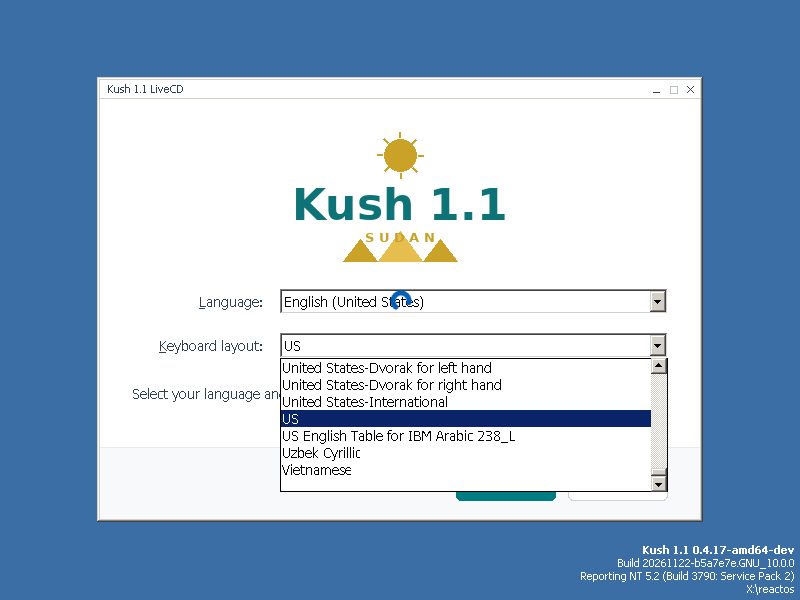 Kush 1.1 LiveCD
Kush 1.1
SUDAN
Language:
English (United States)
Keyboard layout:
US
United States-Dvorak for left hand
United States-Dvorak for right hand
United States-International
US
US English Table for IBM Arabic 238_L
Uzbek Cyrillic
Vietnamese
Select your language an
Kush 1.1 0.4.17-amd64-dev
Build 20261122-b5a7e7e.GNU_10.0.0
Reporting NT 5.2 (Build 3790: Service Pack 2)
X:\reactos